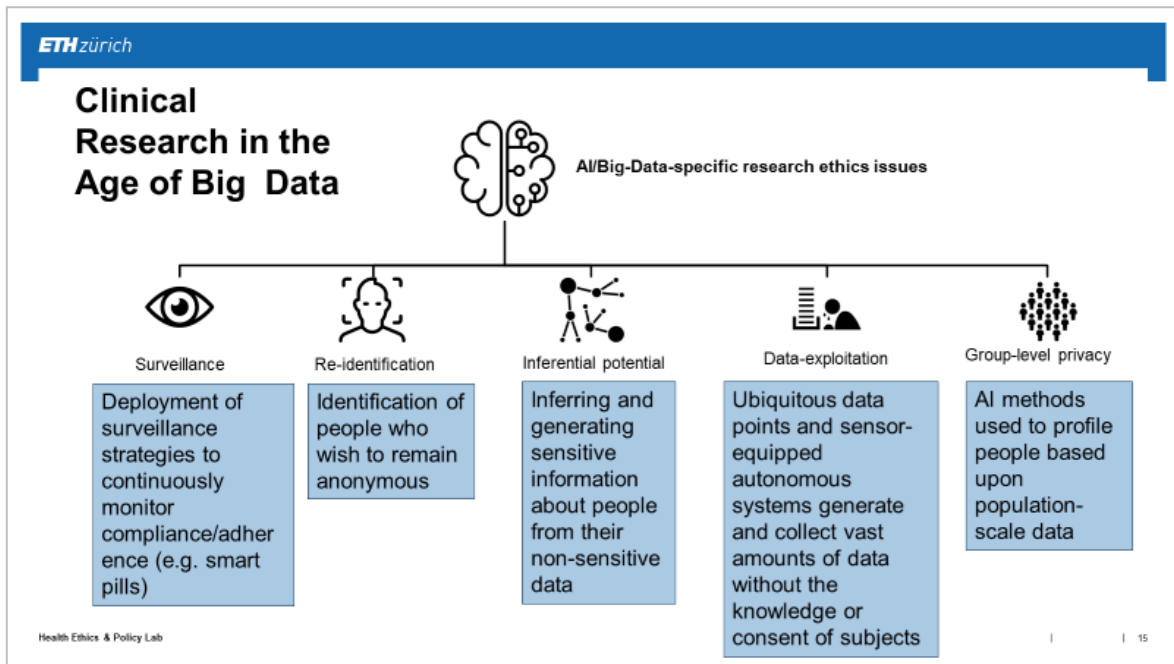 ETH zürich
Clinical
Research in the
Age of Big Data
AI/Big-Data-specific research ethics issues
Surveillance
Deployment of
surveillance
strategies to
continuously
monitor
compliance/adher
ence (e.g. smart
pills)
Re-identification
Identification of
people who
wish to remain
anonymous
Inferential potential
Inferring and
generating
sensitive
information
about people
from their
non-sensitive
data
Data-exploitation
Ubiquitous data
points and sensor-
equipped
autonomous
systems generate
and collect vast
amounts of data
without the
knowledge or
consent of subjects
Group-level privacy
AI methods
used to profile
people based
upon
population-
scale data
Health Ethics & Policy Lab
| | 15